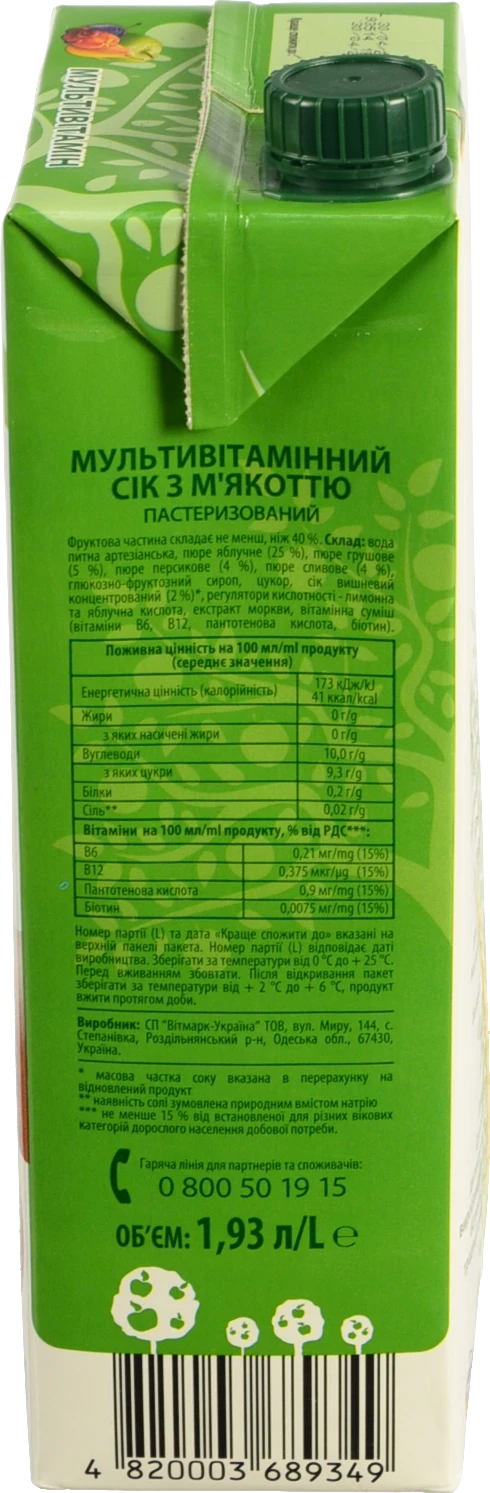 МУЛЬТИВІТАМІН
МУЛЬТИВІТАМІННИЙ
СІК З М'ЯКОТТЮ
ПАСТЕРИЗОВАНИЙ
Фруктова частина складає не менш, ніж 40 %. Склад: вода
питна артезіанська, пюре яблучне (25 %), пюре грушове
(5 %), пюре персикове (4 %), пюре сливове (4 %),
глюкозно-фруктозний сироп, цукор, сік вишневий
концентрований (2%)*, регулятори кислотності - лимонна
та яблучна кислота, екстракт моркви, вітамінна суміш
(вітаміни В6, В12, пантотенова кислота, біотин).
Поживна цінність на 100 мл/ml продукту
(середнє значення)
Енергетична цінність (калорійність) 173 кДж/kJ
41 ккал/kcal
Жири 0 г/g
з яких насичені жири 0 г/g
Вуглеводи 10,0 г/g
з яких цукри 9,3 г/g
Білки 0,2 г/g
Сіль** 0,02 г/g
Вітаміни на 100 мл/ml продукту, % від РДС***:
В6 0,21 мг/mg (15%)
В12 0,375 мкг/µg (15%)
Пантотенова кислота 0,9 мг/mg (15%)
Біотин 0,0075 мг/mg (15%)
Номер партії (L) та дата «Краще спожити до» вказані на
верхній панелі пакета. Номер партії (L) відповідає даті
виробництва. Зберігати за температури від 0 °С до + 25 °С.
Перед вживанням збовтати. Після відкривання пакет
зберігати за температури від + 2 °С до + 6 °С, продукт
вжити протягом доби.
Виробник: СП "Вітмарк-Україна" ТОВ, вул. Миру, 144, с.
Степанівка, Роздільнянський р-н, Одеська обл., 67430,
Україна.
* масова частка соку вказана в перерахунку на
відновлений продукт
** наявність солі зумовлена природним вмістом натрію
*** не менше 15 % від встановленої для різних вікових
категорій дорослого населення добової потреби.
Гаряча лінія для партнерів та споживачів:
0 800 50 19 15
ОБ'ЄМ: 1,93 л/L ℮
4 820003 689349